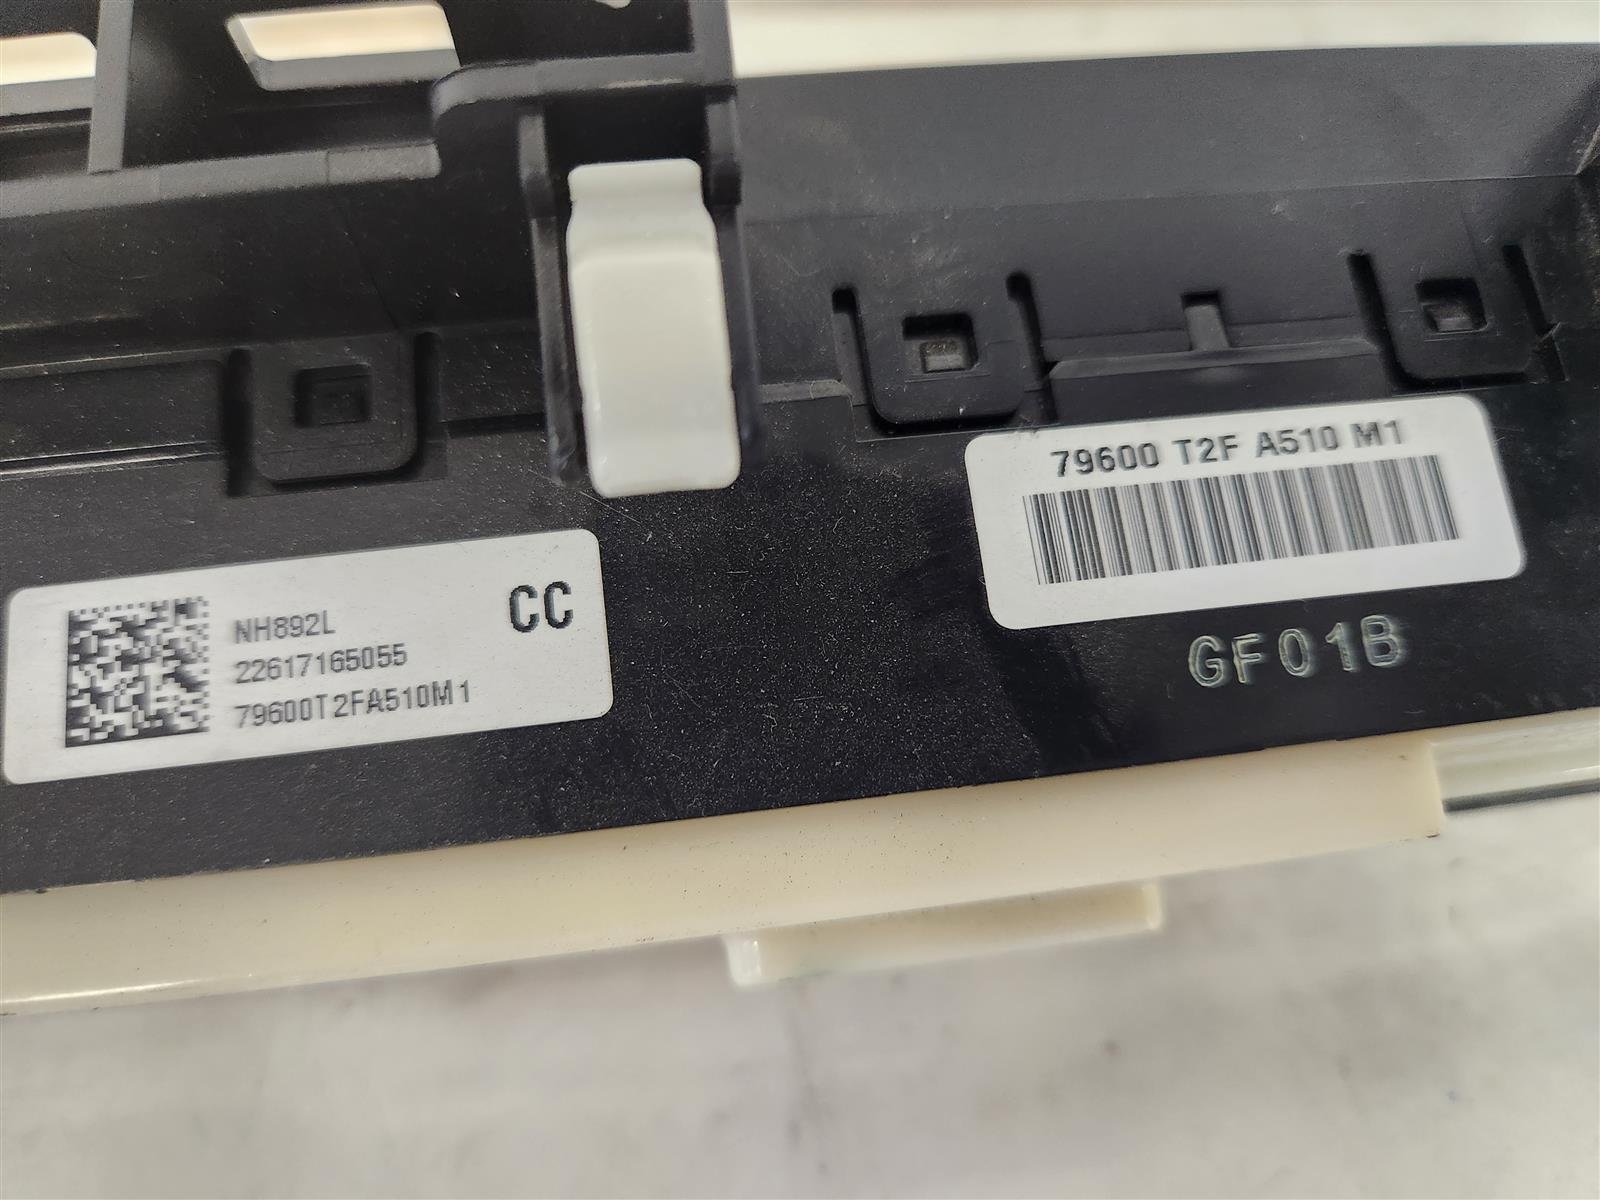 79600 T2F A510 M1
GF01B
NH892L
22617165055
79600T2FA510M1
CC